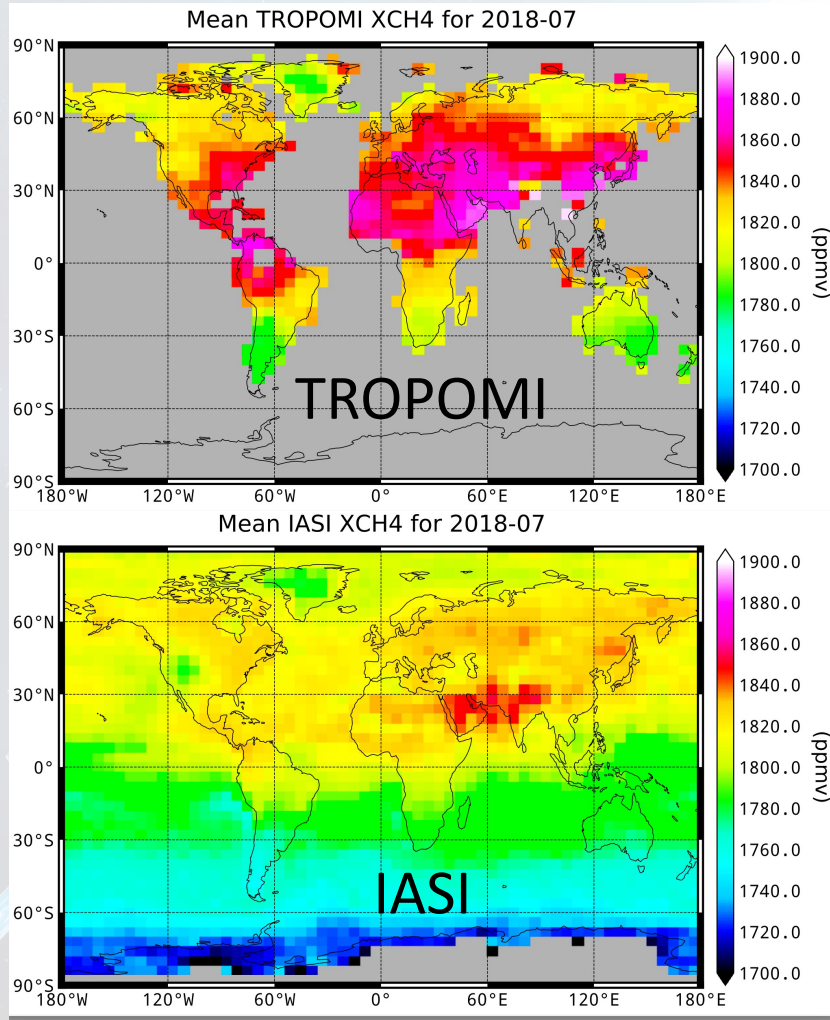 Mean TROPOMI XCH4 for 2018-07
90°N
60°N
30°N
0°
30°S
60°S
90°S
180°W 120°W 60°W 0° 60°E 120°E 180°E
TROPOMI
1900.0
1880.0
1860.0
1840.0
1820.0
1800.0
1780.0
1760.0
1740.0
1720.0
1700.0
(ppmv)
Mean IASI XCH4 for 2018-07
90°N
60°N
30°N
0°
30°S
60°S
90°S
180°W 120°W 60°W 0° 60°E 120°E 180°E
IASI
1900.0
1880.0
1860.0
1840.0
1820.0
1800.0
1780.0
1760.0
1740.0
1720.0
1700.0
(ppmv)